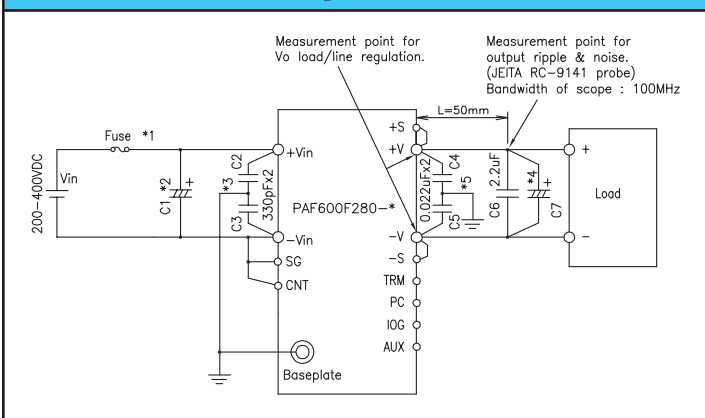 Measurement point for
Vo load/line regulation.
Measurement point for
output ripple & noise.
(JEITA RC-9141 probe)
Bandwidth of scope : 100MHz
L=50mm
Fuse *1
200-400VDC
Vin
C1 *2
+
+Vin
C2
*3
330pFx2
C3
-Vin
SG
CNT
Baseplate
PAF600F280-*
+S
+V
C4
0.022uFx2
*5
C5
-V
-S
TRM
PC
IOG
AUX
2.2uF
C6
*4
+
C7
+
Load
-